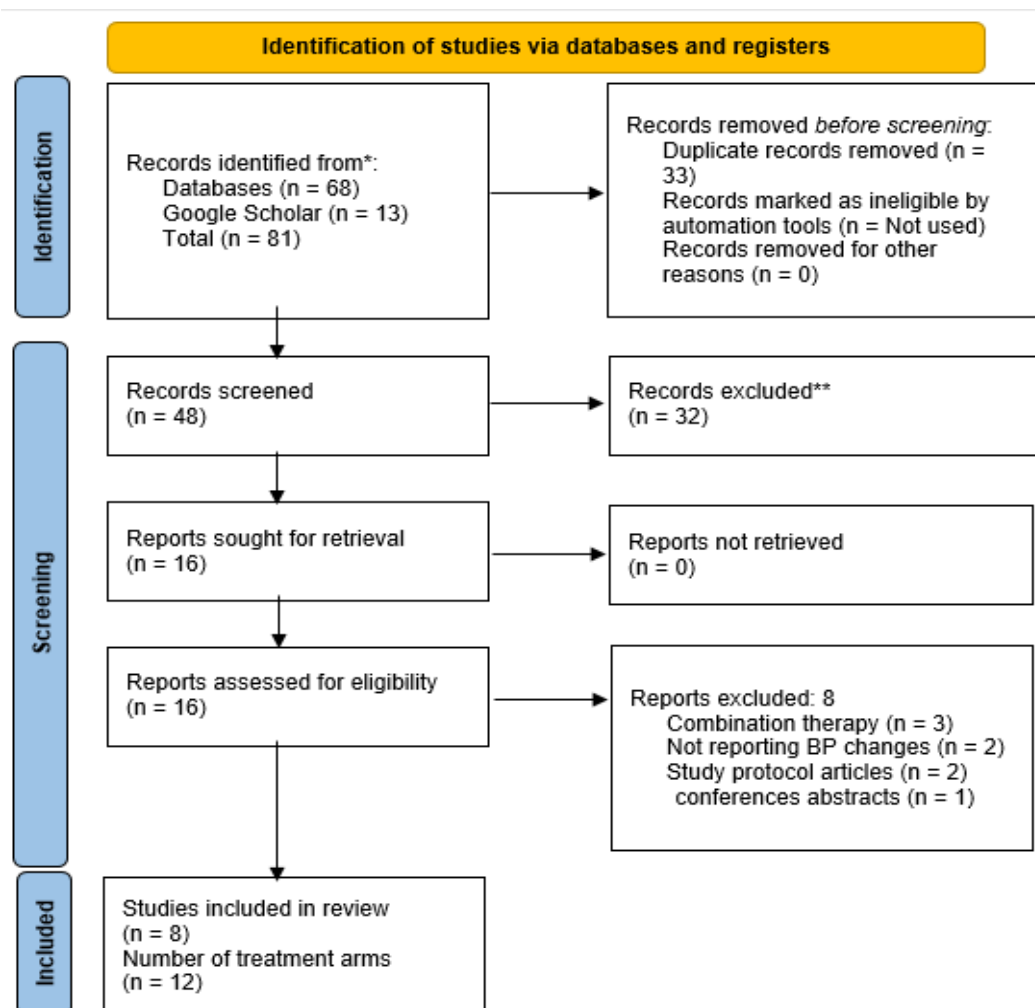 Identification of studies via databases and registers
Identification
Records identified from*:
Databases (n = 68)
Google Scholar (n = 13)
Total (n = 81)
Records removed before screening:
Duplicate records removed (n =
33)
Records marked as ineligible by
automation tools (n = Not used)
Records removed for other
reasons (n = 0)
Screening
Records screened
(n = 48)
Records excluded**
(n = 32)
Reports sought for retrieval
(n = 16)
Reports not retrieved
(n = 0)
Reports assessed for eligibility
(n = 16)
Reports excluded: 8
Combination therapy (n = 3)
Not reporting BP changes (n = 2)
Study protocol articles (n = 2)
conferences abstracts (n = 1)
Included
Studies included in review
(n = 8)
Number of treatment arms
(n = 12)